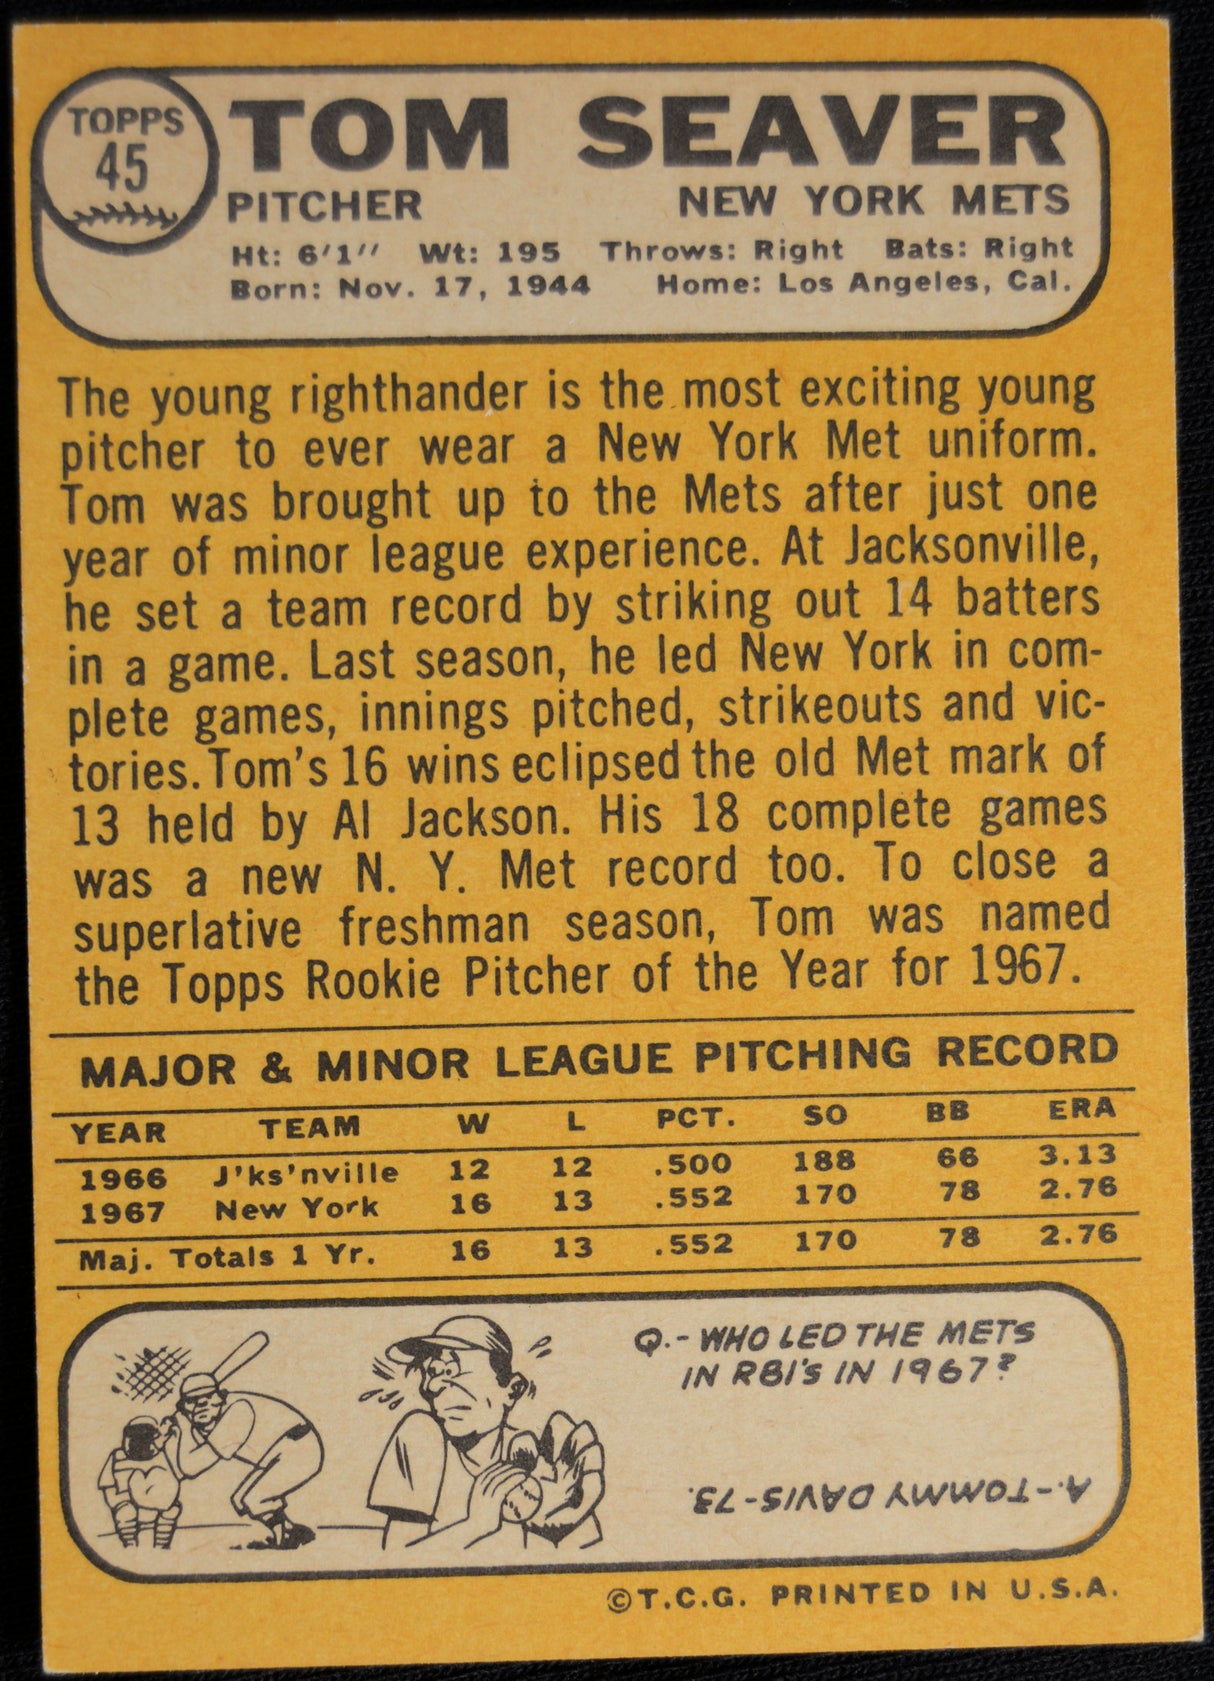 TOPPS
45
TOM SEAVER
PITCHER NEW YORK METS
Ht: 6'1" Wt: 195 Throws: Right Bats: Right
Born: Nov. 17, 1944 Home: Los Angeles, Cal.
The young righthander is the most exciting young
pitcher to ever wear a New York Met uniform.
Tom was brought up to the Mets after just one
year of minor league experience. At Jacksonville,
he set a team record by striking out 14 batters
in a game. Last season, he led New York in com-
plete games, innings pitched, strikeouts and vic-
tories. Tom's 16 wins eclipsed the old Met mark of
13 held by Al Jackson. His 18 complete games
was a new N. Y. Met record too. To close a
superlative freshman season, Tom was named
the Topps Rookie Pitcher of the Year for 1967.
MAJOR & MINOR LEAGUE PITCHING RECORD
YEAR TEAM W L PCT. SO BB ERA
1966 J'ks'nville 12 12 .500 188 66 3.13
1967 New York 16 13 .552 170 78 2.76
Maj. Totals 1 Yr. 16 13 .552 170 78 2.76
Q.- WHO LED THE METS
IN RBI'S IN 1967?
A.-TOMMY DAVIS-73.
©T.C.G. PRINTED IN U.S.A.